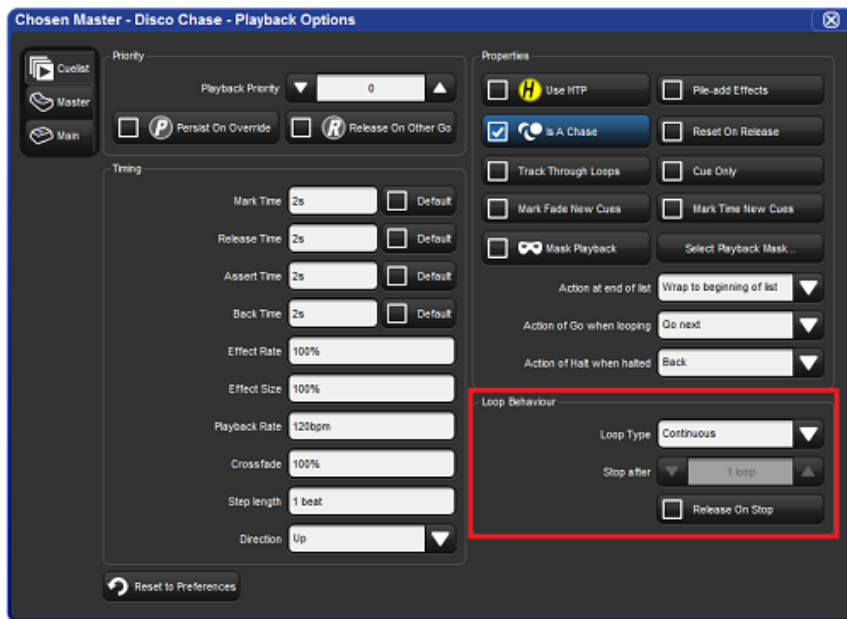 Chosen Master - Disco Chase - Playback Options
Cuelist
Master
Main
Priority
Playback Priority 0
P Persist On Override
R Release On Other Go
Timing
Mark Time 2s Default
Release Time 2s Default
Assert Time 2s Default
Back Time 2s Default
Effect Rate 100%
Effect Size 100%
Playback Rate 120bpm
Crossfade 100%
Step length 1 beat
Direction Up
Reset to Preferences
Properties
H Use HTP
Pile-add Effects
Is A Chase
Reset On Release
Track Through Loops
Cue Only
Mark Fade New Cues
Mark Time New Cues
Mask Playback
Select Playback Mask...
Action at end of list Wrap to beginning of list
Action of Go when looping Go next
Action of Halt when halted Back
Loop Behaviour
Loop Type Continuous
Stop after 1 loop
Release On Stop